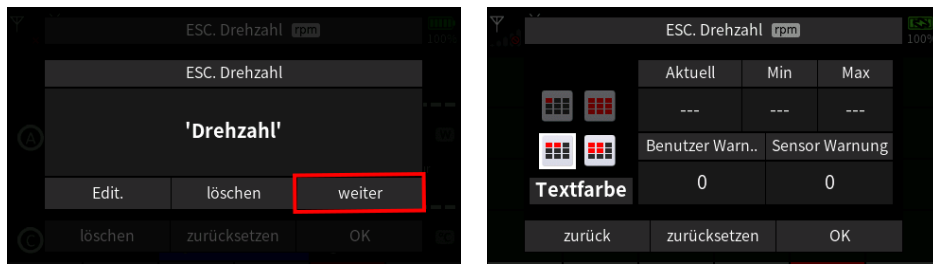 ESC. Drehzahl rpm
100%
ESC. Drehzahl
'Drehzahl'
A
Edit. löschen weiter
C löschen zurücksetzen OK
ESC. Drehzahl rpm
100%
Aktuell Min Max
--- --- ---
Benutzer Warn.. Sensor Warnung
Textfarbe 0 0
zurück zurücksetzen OK